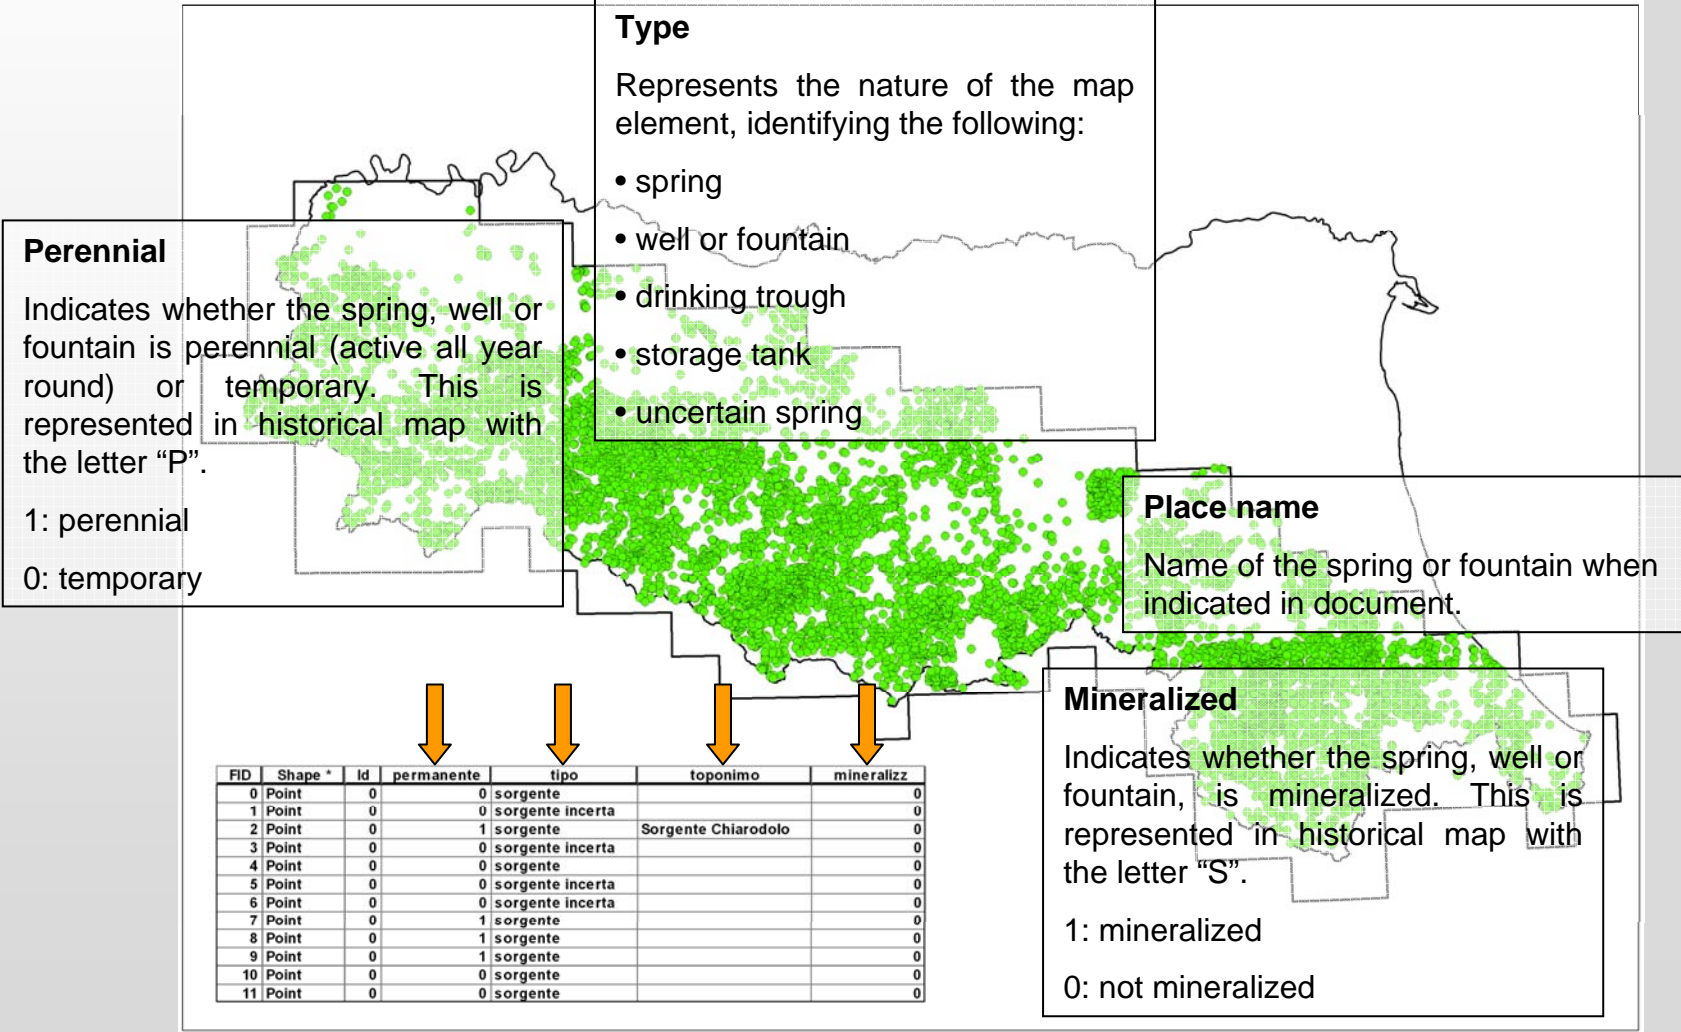 Type
Represents the nature of the map
element, identifying the following:
• spring
• well or fountain
• drinking trough
• storage tank
• uncertain spring
Perennial
Indicates whether the spring, well or
fountain is perennial (active all year
round) or temporary. This is
represented in historical map with
the letter “P”.
1: perennial
0: temporary
Place name
Name of the spring or fountain when
indicated in document.
Mineralized
Indicates whether the spring, well or
fountain, is mineralized. This is
represented in historical map with
the letter “S”.
1: mineralized
0: not mineralized
FID Shape * Id permanente tipo toponimo mineralizz
0 Point 0 0 sorgente 0
1 Point 0 0 sorgente incerta 0
2 Point 0 1 sorgente Sorgente Chiarodolo 0
3 Point 0 0 sorgente incerta 0
4 Point 0 0 sorgente 0
5 Point 0 0 sorgente incerta 0
6 Point 0 0 sorgente incerta 0
7 Point 0 1 sorgente 0
8 Point 0 1 sorgente 0
9 Point 0 1 sorgente 0
10 Point 0 0 sorgente 0
11 Point 0 0 sorgente 0